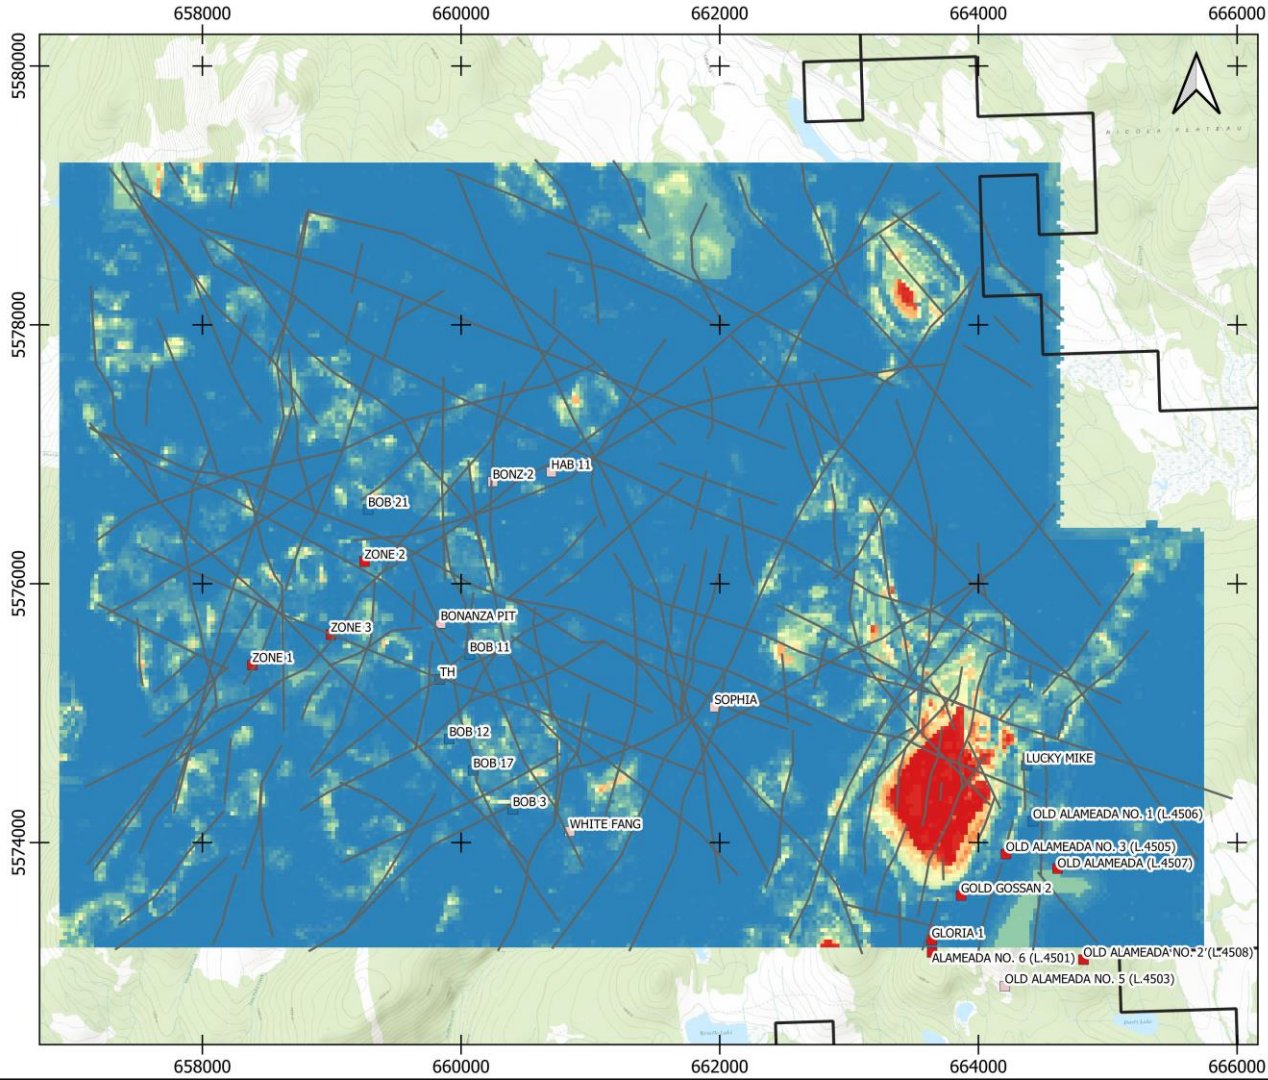 658000 660000 662000 664000 666000
5580000
NICOLA PLATEAU
5578000
HAB 11
BONZ 2
BOB 21
ZONE 2
5576000
BONANZA PIT
ZONE 3
BOB 11
ZONE 1
TH
SOPHIA
BOB 12
LUCKY MIKE
BOB 17
BOB 3
OLD ALAMEADA NO. 1 (L.4506)
WHITE FANG
5574000
OLD ALAMEADA NO. 3 (L.4505)
OLD ALAMEADA (L.4507)
GOLD GOSSAN 2
GLORIA 1
OLD ALAMEADA NO. 2 (L.4508)
ALAMEADA NO. 6 (L.4501)
OLD ALAMEADA NO. 5 (L.4503)
658000 660000 662000 664000 666000